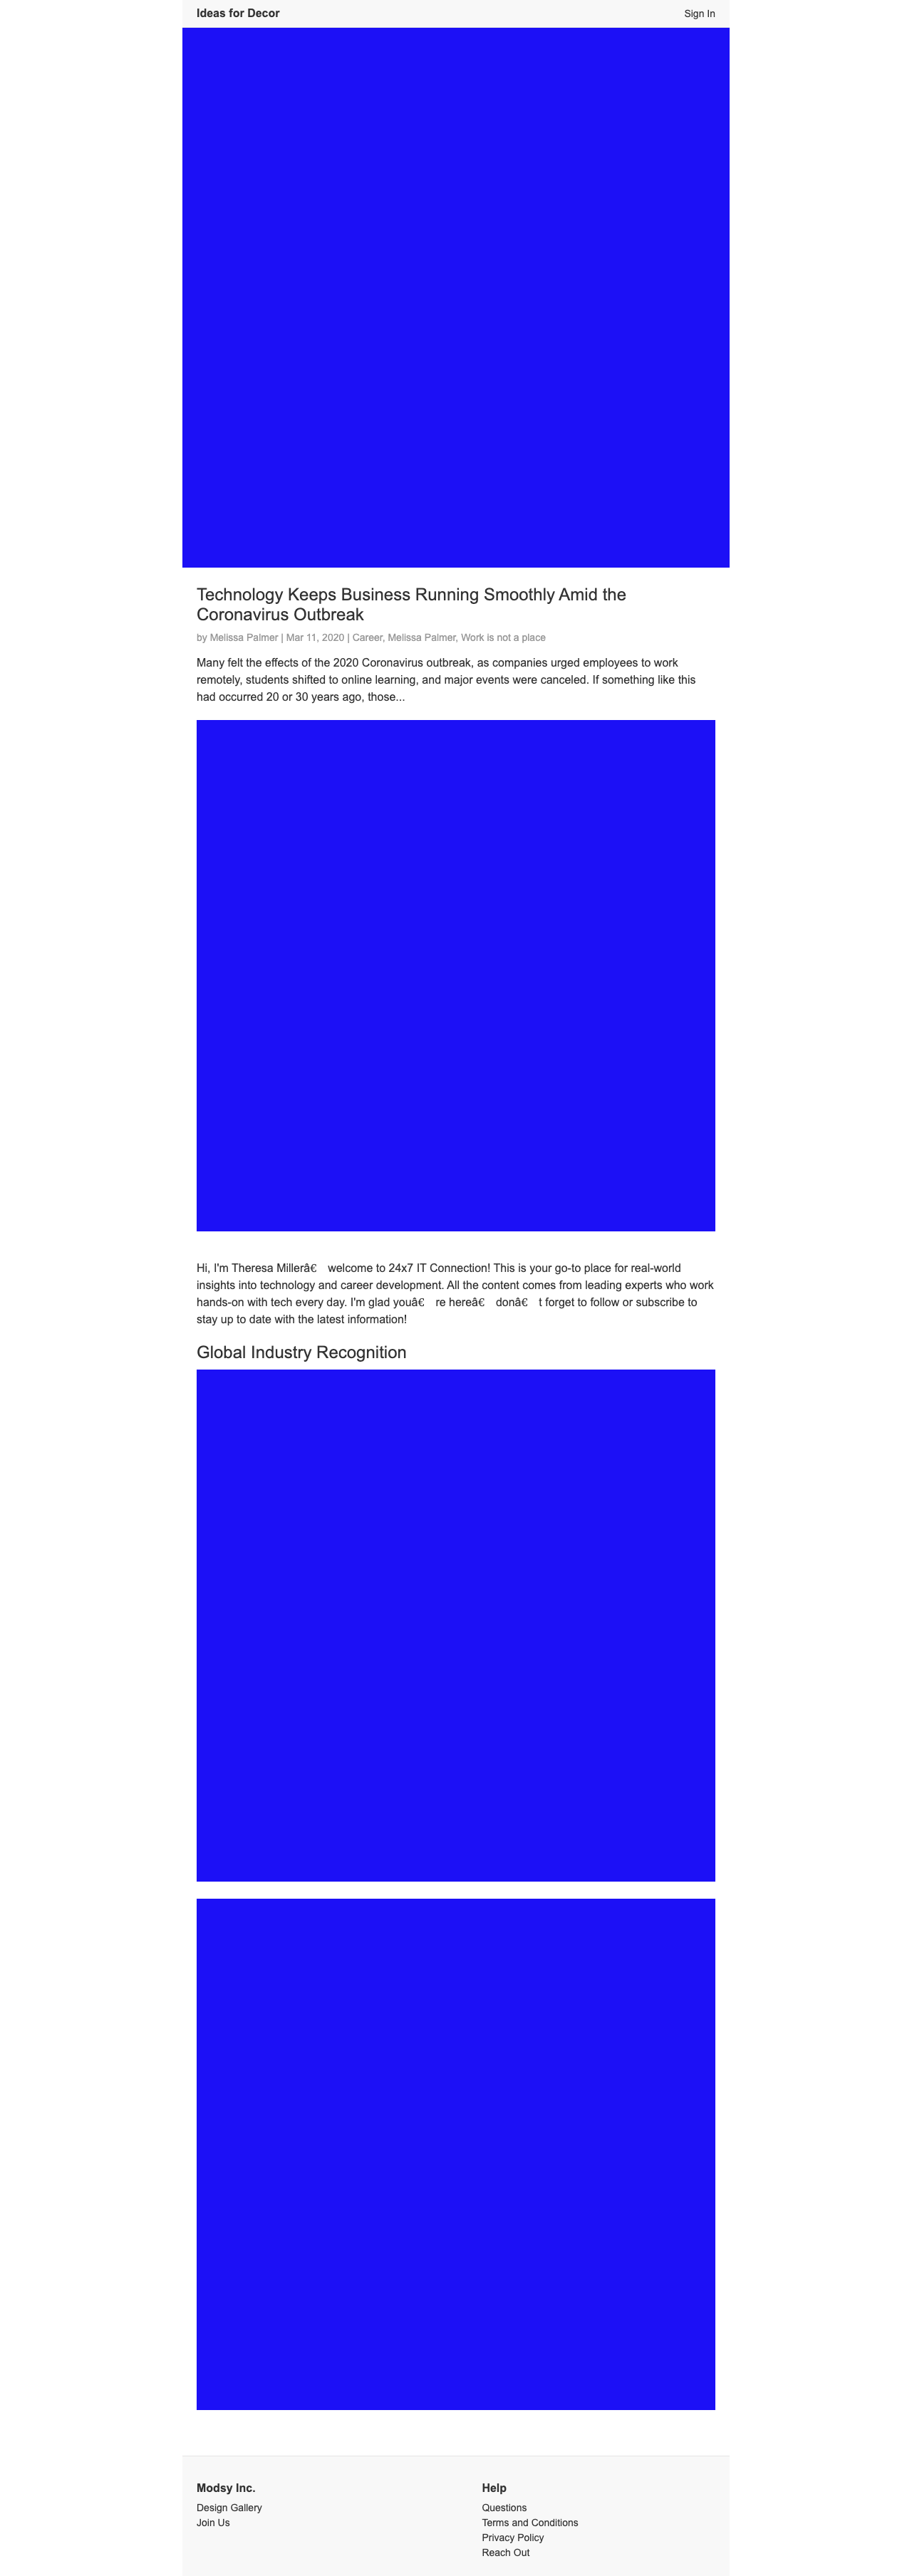 Ideas for Decor
Sign In
Technology Keeps Business Running Smoothly Amid the
Coronavirus Outbreak
by Melissa Palmer | Mar 11, 2020 | Career, Melissa Palmer, Work is not a place
Many felt the effects of the 2020 Coronavirus outbreak, as companies urged employees to work
remotely, students shifted to online learning, and major events were canceled. If something like this
had occurred 20 or 30 years ago, those...
Hi, I'm Theresa Millerâ€ welcome to 24x7 IT Connection! This is your go-to place for real-world
insights into technology and career development. All the content comes from leading experts who work
hands-on with tech every day. I'm glad youâ€ re hereâ€ donâ€ t forget to follow or subscribe to
stay up to date with the latest information!
Global Industry Recognition
Modsy Inc.
Design Gallery
Join Us
Help
Questions
Terms and Conditions
Privacy Policy
Reach Out